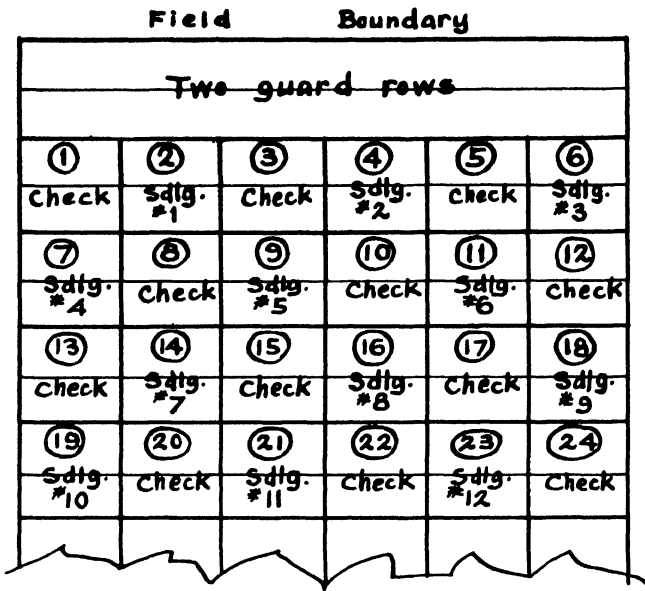 Field Boundary
Two guard rows
1 2 3 4 5 6
Check Sdlg. #1 Check Sdlg. #2 Check Sdlg. #3
7 8 9 10 11 12
Sdlg. #4 Check Sdlg. #5 Check Sdlg. #6 Check
13 14 15 16 17 18
Check Sdlg. #7 Check Sdlg. #8 Check Sdlg. #9
19 20 21 22 23 24
Sdlg. #10 Check Sdlg. #11 Check Sdlg. #12 Check